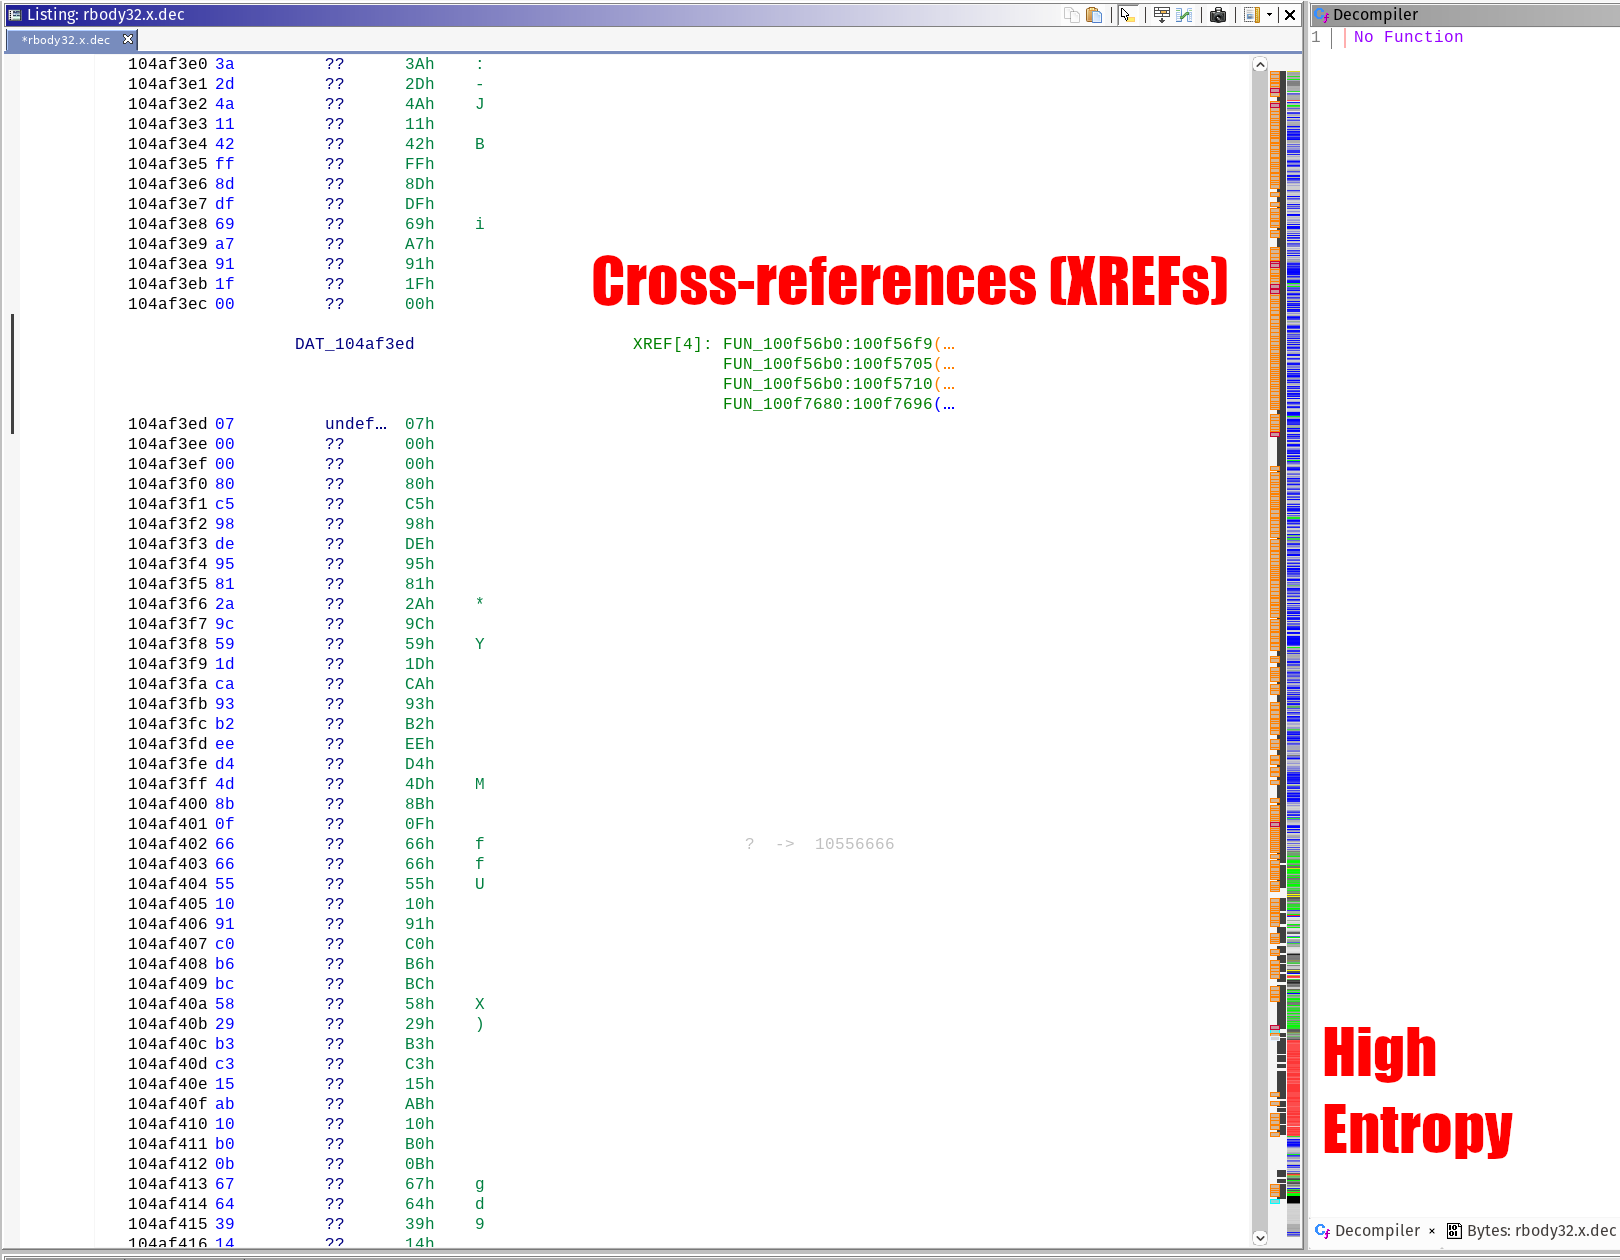 Listing: rbody32.x.dec
*rbody32.x.dec
104af3e0 3a ?? 3Ah :
104af3e1 2d ?? 2Dh -
104af3e2 4a ?? 4Ah J
104af3e3 11 ?? 11h
104af3e4 42 ?? 42h B
104af3e5 ff ?? FFh
104af3e6 8d ?? 8Dh
104af3e7 df ?? DFh
104af3e8 69 ?? 69h i
104af3e9 a7 ?? A7h
104af3ea 91 ?? 91h
104af3eb 1f ?? 1Fh
104af3ec 00 ?? 00h
Cross-references (XREFs)
DAT_104af3ed XREF[4]: FUN_100f56b0:100f56f9(…
FUN_100f56b0:100f5705(…
FUN_100f56b0:100f5710(…
FUN_100f7680:100f7696(…
104af3ed 07 undef… 07h
104af3ee 00 ?? 00h
104af3ef 00 ?? 00h
104af3f0 80 ?? 80h
104af3f1 c5 ?? C5h
104af3f2 98 ?? 98h
104af3f3 de ?? DEh
104af3f4 95 ?? 95h
104af3f5 81 ?? 81h
104af3f6 2a ?? 2Ah *
104af3f7 9c ?? 9Ch
104af3f8 59 ?? 59h Y
104af3f9 1d ?? 1Dh
104af3fa ca ?? CAh
104af3fb 93 ?? 93h
104af3fc b2 ?? B2h
104af3fd ee ?? EEh
104af3fe d4 ?? D4h
104af3ff 4d ?? 4Dh M
104af400 8b ?? 8Bh
104af401 0f ?? 0Fh
104af402 66 ?? 66h f ? -> 10556666
104af403 66 ?? 66h f
104af404 55 ?? 55h U
104af405 10 ?? 10h
104af406 91 ?? 91h
104af407 c0 ?? C0h
104af408 b6 ?? B6h
104af409 bc ?? BCh
104af40a 58 ?? 58h X
104af40b 29 ?? 29h )
104af40c b3 ?? B3h
104af40d c3 ?? C3h
104af40e 15 ?? 15h
104af40f ab ?? ABh
104af410 10 ?? 10h
104af411 b0 ?? B0h
104af412 0b ?? 0Bh
104af413 67 ?? 67h g
104af414 64 ?? 64h d
104af415 39 ?? 39h 9
104af416 14 ?? 14h
Decompiler
1 No Function
High
Entropy
Decompiler × Bytes: rbody32.x.dec